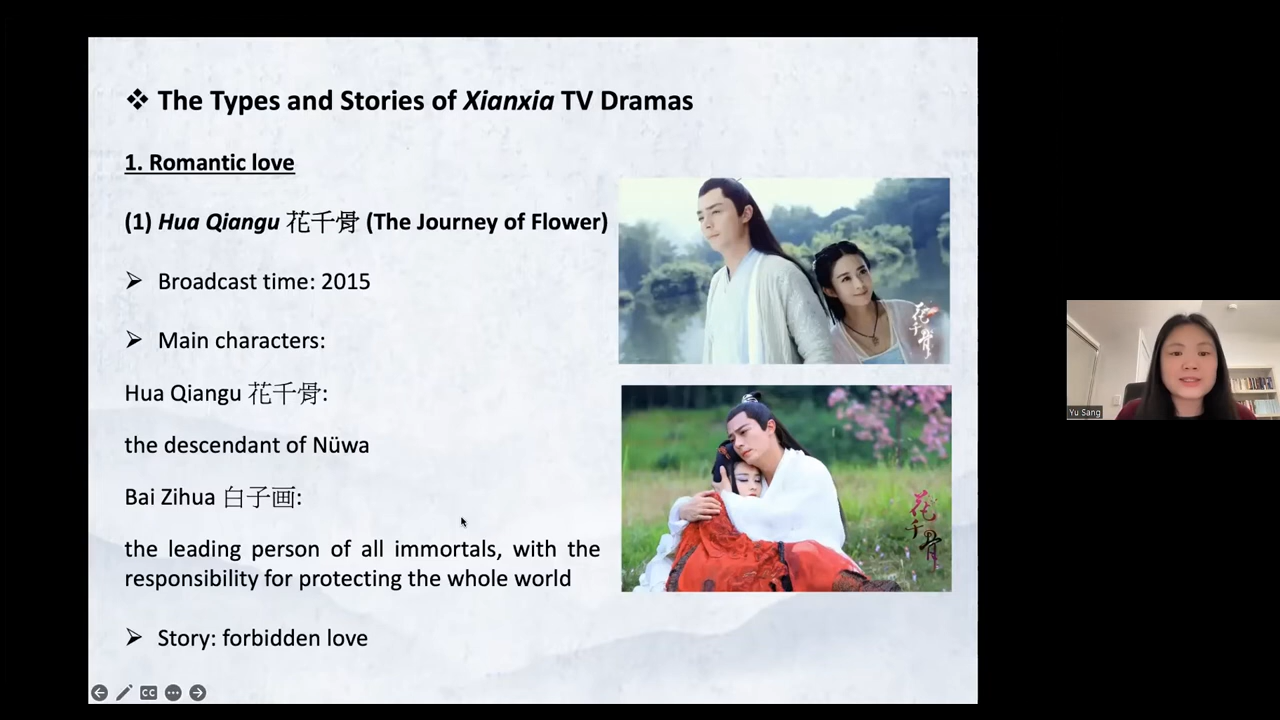 ❖ The Types and Stories of Xianxia TV Dramas
1. Romantic love
(1) Hua Qiangu 花千骨 (The Journey of Flower)
➢ Broadcast time: 2015
➢ Main characters:
Hua Qiangu 花千骨:
the descendant of Nüwa
Bai Zihua 白子画:
the leading person of all immortals, with the
responsibility for protecting the whole world
➢ Story: forbidden love
花千骨
花千骨
Yu Sang
CC